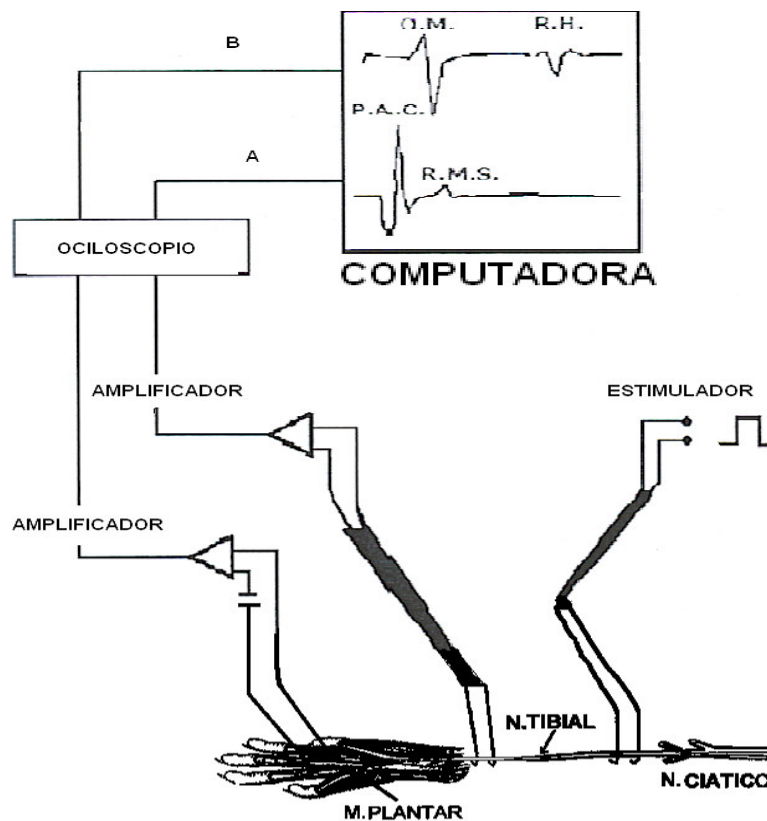 B
O.M. R.H.
P.A.C.
A
R.M.S.
OCILOSCOPIO
COMPUTADORA
AMPLIFICADOR
ESTIMULADOR
AMPLIFICADOR
N.TIBIAL
N.CIATICO
M.PLANTAR